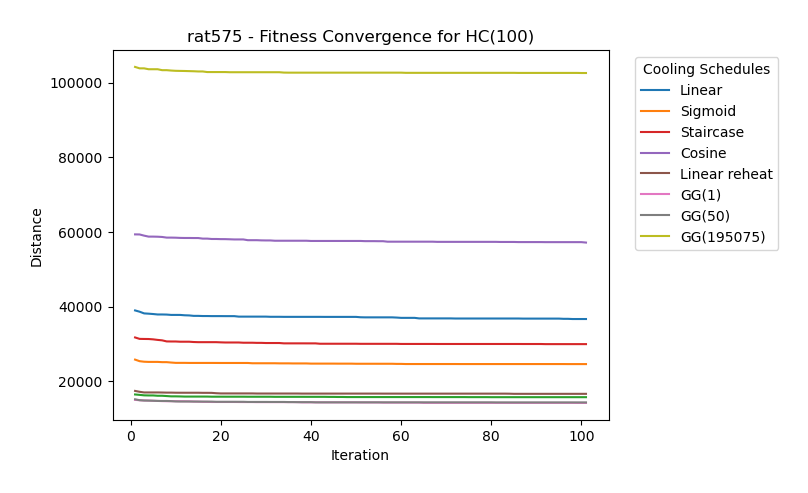 rat575 - Fitness Convergence for HC(100)
100000
80000
60000
40000
20000
Distance
0
20
40
60
80
100
Iteration
Cooling Schedules
Linear
Sigmoid
Staircase
Cosine
Linear reheat
GG(1)
GG(50)
GG(195075)